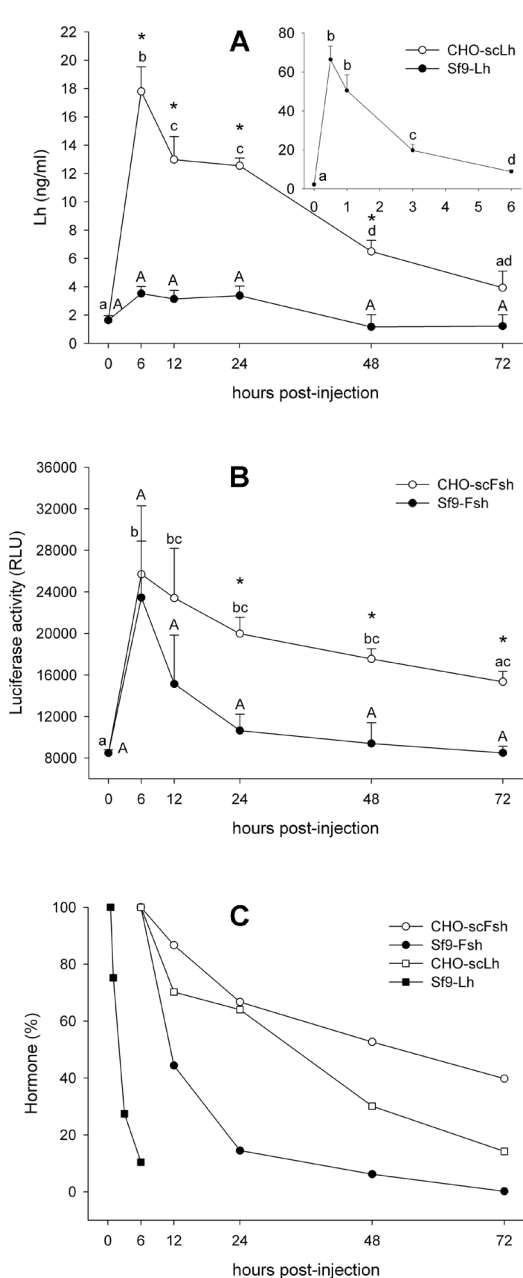 A
CHO-scLh
Sf9-Lh
Lh (ng/ml)
22
20
18
16
14
12
10
8
6
4
2
0
80
60
40
20
0
0 1 2 3 4 5 6
a b b c d
* b
* c
* c
* d
ad
a A A A A A A
0 6 12 24 48 72
hours post-injection
B
CHO-scFsh
Sf9-Fsh
Luciferase activity (RLU)
36000
32000
28000
24000
20000
16000
12000
8000
A
b bc
* bc
* bc
* ac
A
A A A
a A
0 6 12 24 48 72
hours post-injection
C
CHO-scFsh
Sf9-Fsh
CHO-scLh
Sf9-Lh
Hormone (%)
100
80
60
40
20
0
0 6 12 24 48 72
hours post-injection